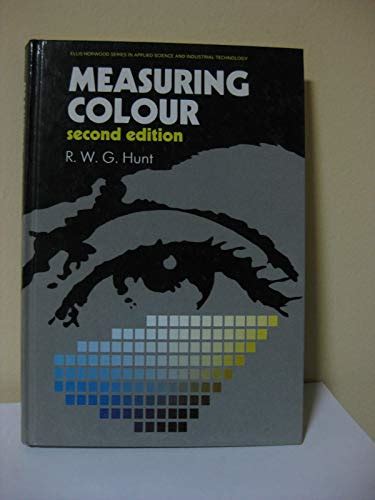 ELLIS HORWOOD SERIES IN APPLIED SCIENCE AND INDUSTRIAL TECHNOLOGY
MEASURING
COLOUR
second edition
R. W. G. Hunt